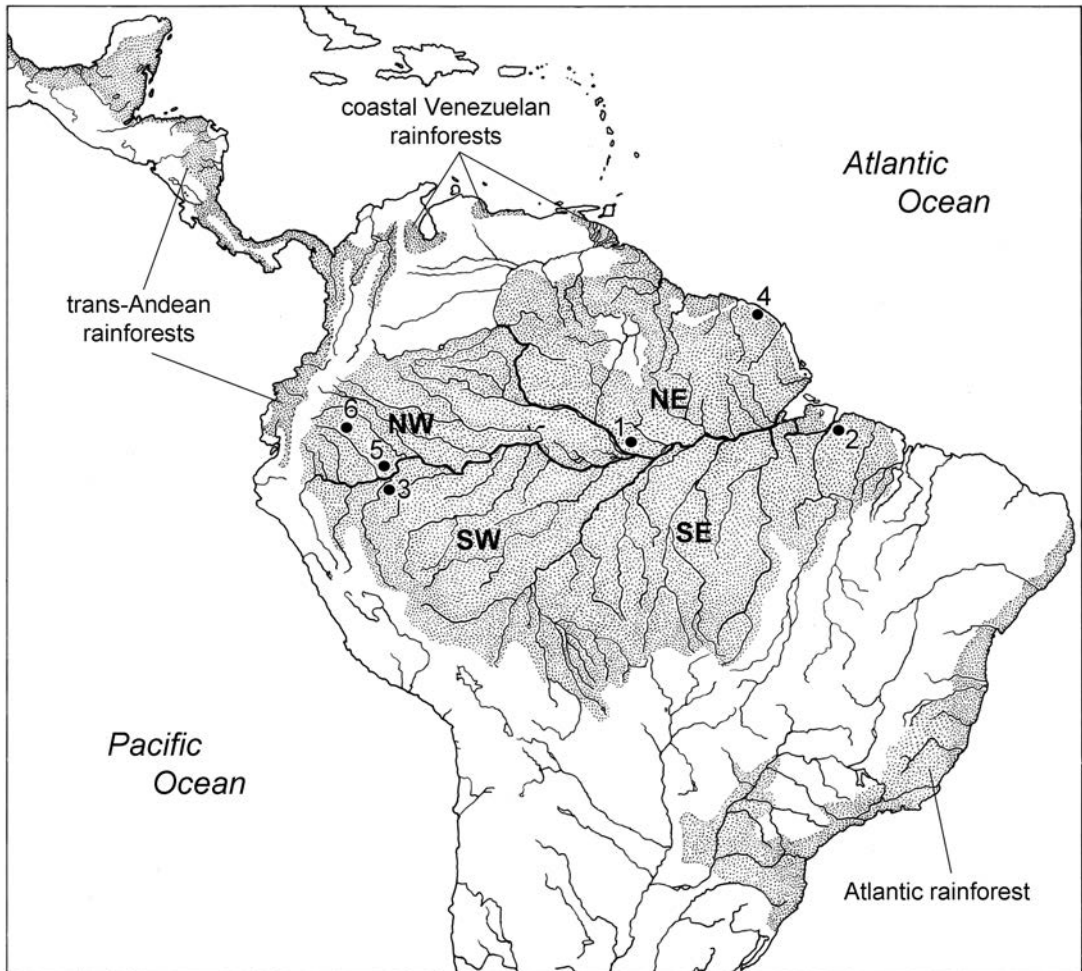 coastal Venezuelan
rainforests
Atlantic
Ocean
trans-Andean
rainforests
4
NE
6
NW
1
2
5
3
SW
SE
Pacific
Ocean
Atlantic rainforest